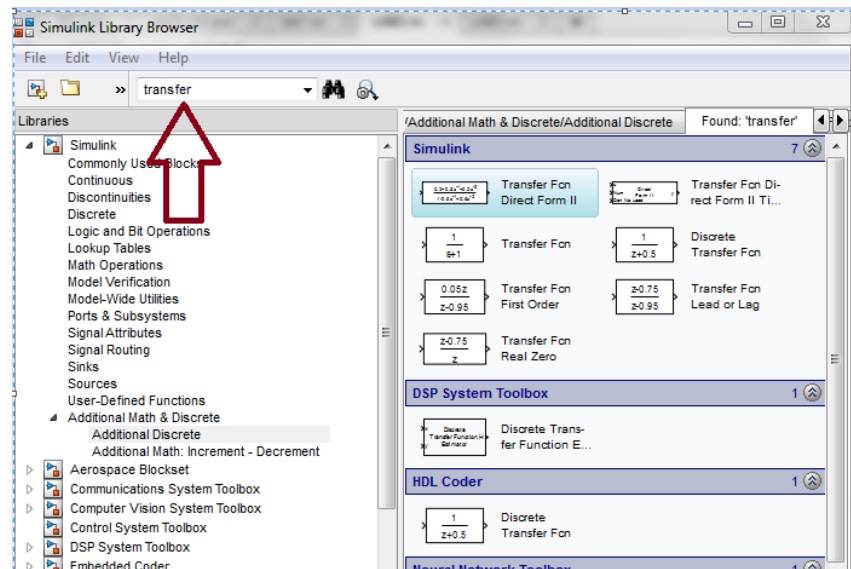 Simulink Library Browser
File Edit View Help
» transfer
Libraries
Simulink
Commonly Used Blocks
Continuous
Discontinuities
Discrete
Logic and Bit Operations
Lookup Tables
Math Operations
Model Verification
Model-Wide Utilities
Ports & Subsystems
Signal Attributes
Signal Routing
Sinks
Sources
User-Defined Functions
Additional Math & Discrete
Additional Discrete
Additional Math: Increment - Decrement
Aerospace Blockset
Communications System Toolbox
Computer Vision System Toolbox
Control System Toolbox
DSP System Toolbox
Embedded Coder
/Additional Math & Discrete/Additional Discrete Found: 'transfer'
Simulink 7
Transfer Fcn
Direct Form II
Transfer Fcn Di-
rect Form II Ti...
1
s+1
Transfer Fcn
1
z+0.5
Discrete
Transfer Fcn
0.05z
z-0.95
Transfer Fcn
First Order
z-0.75
z-0.95
Transfer Fcn
Lead or Lag
z-0.75
z
Transfer Fcn
Real Zero
DSP System Toolbox 1
Discrete
Transfer Function
Estimator
Discrete Trans-
fer Function E...
HDL Coder 1
1
z+0.5
Discrete
Transfer Fcn
Neural Network Toolbox 1